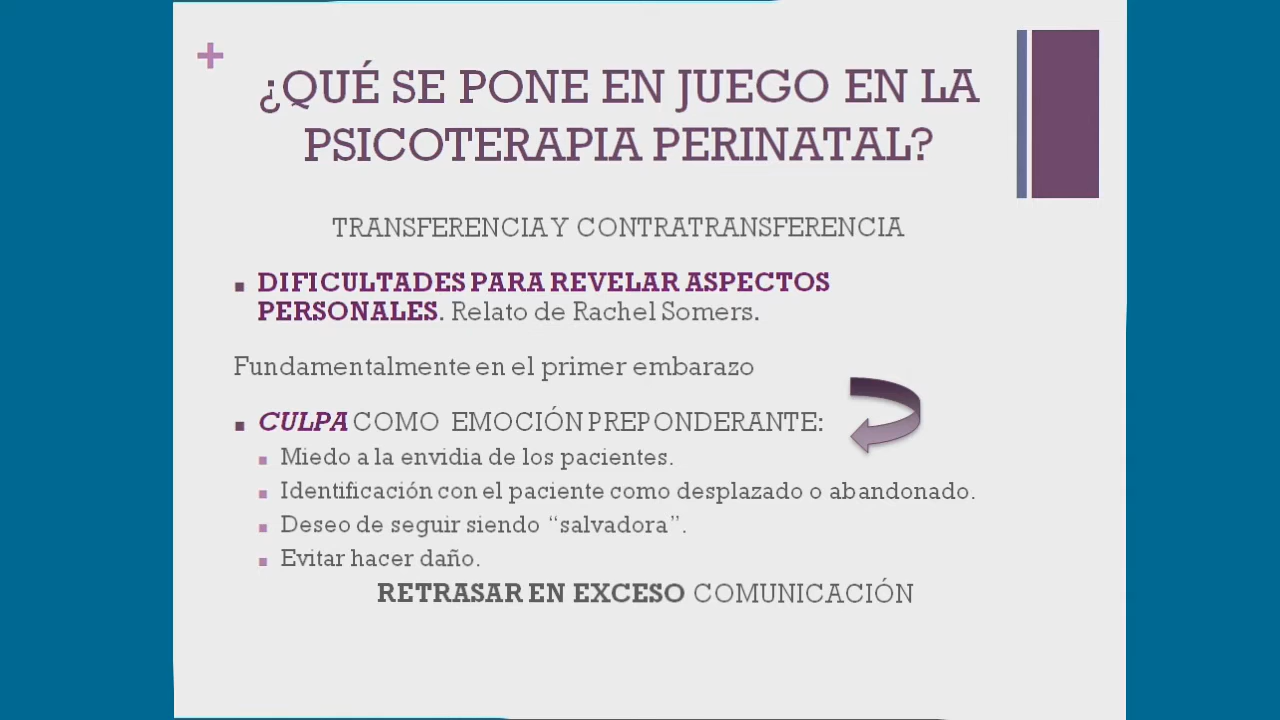 ¿QUÉ SE PONE EN JUEGO EN LA
PSICOTERAPIA PERINATAL?
TRANSFERENCIA Y CONTRATRANSFERENCIA
DIFICULTADES PARA REVELAR ASPECTOS
PERSONALES. Relato de Rachel Somers.
Fundamentalmente en el primer embarazo
CULPA COMO EMOCIÓN PREPONDERANTE:
Miedo a la envidia de los pacientes.
Identificación con el paciente como desplazado o abandonado.
Deseo de seguir siendo “salvadora”.
Evitar hacer daño.
RETRASAR EN EXCESO COMUNICACIÓN